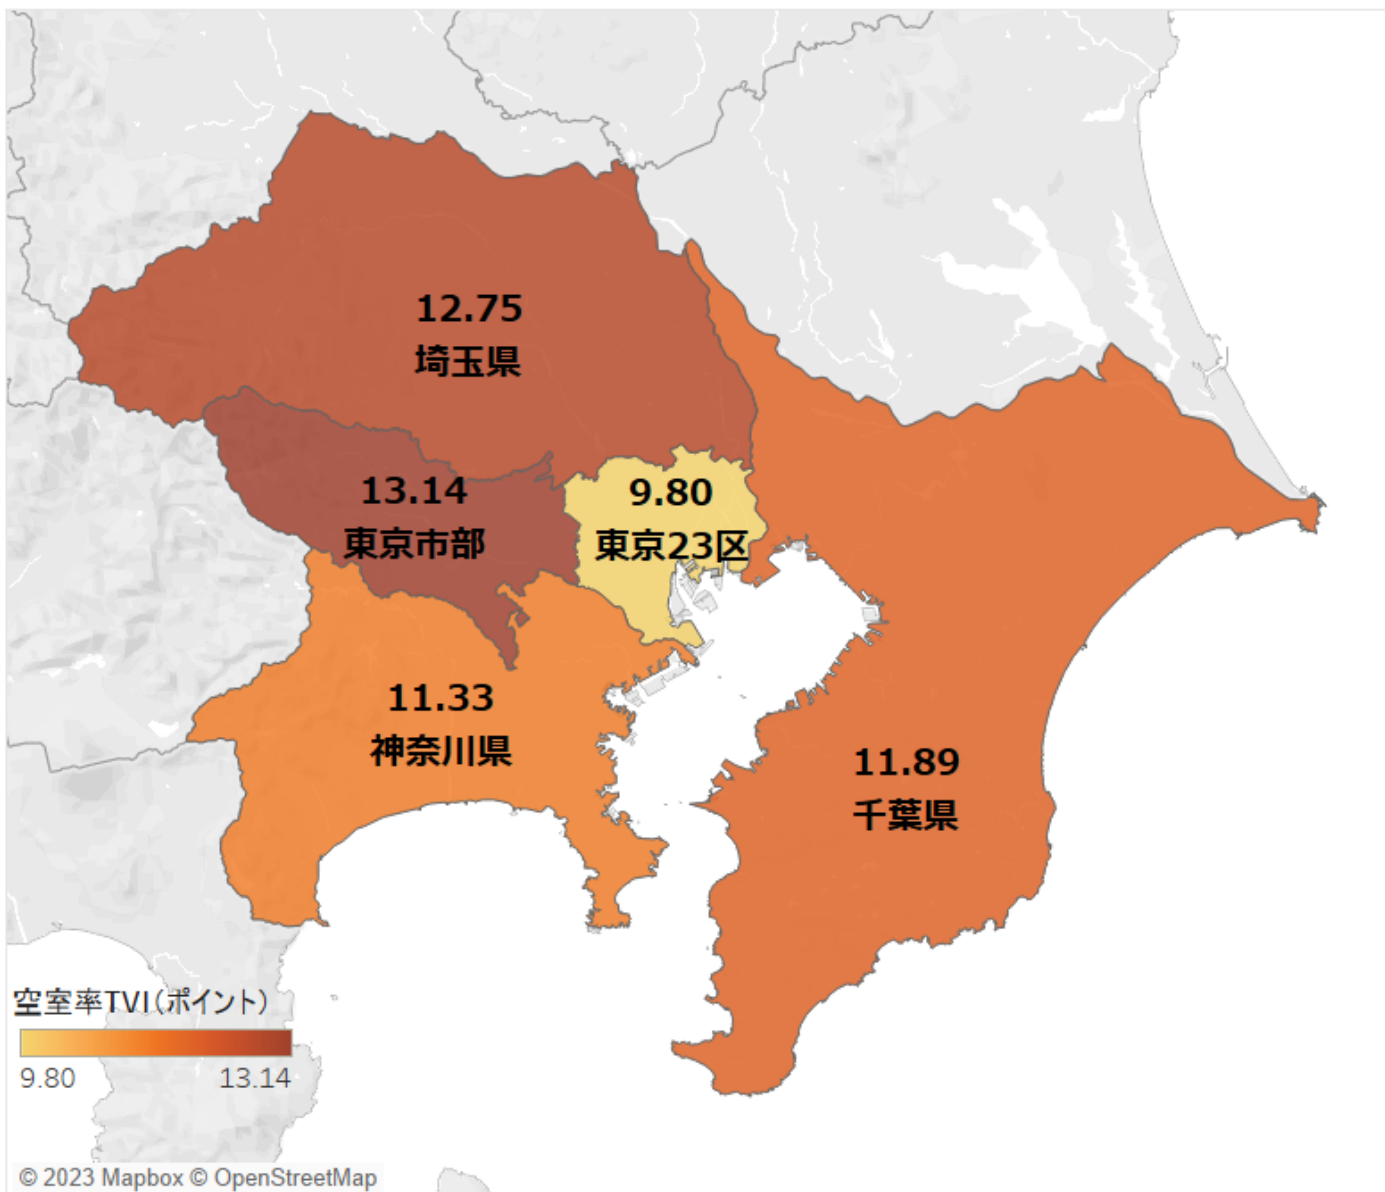 12.75
埼玉県
13.14
東京市部
9.80
東京23区
11.33
神奈川県
11.89
千葉県
空室率TVI(ポイント)
9.80 13.14
© 2023 Mapbox © OpenStreetMap